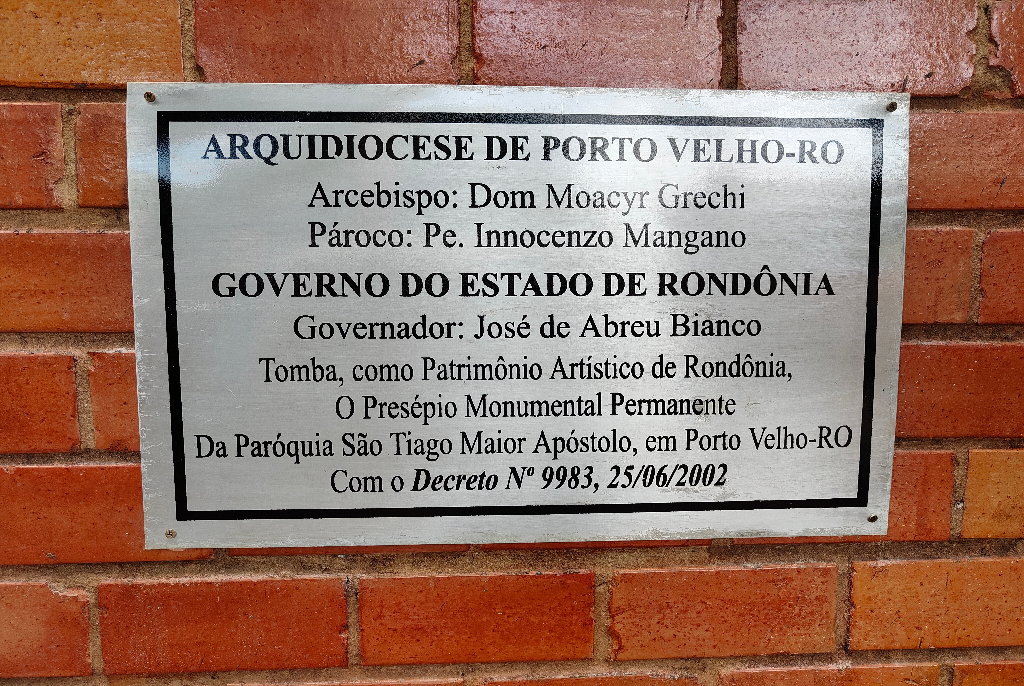 ARQUIDIOCESE DE PORTO VELHO-RO
Arcebispo: Dom Moacyr Grechi
Pároco: Pe. Innocenzo Mangano
GOVERNO DO ESTADO DE RONDÔNIA
Governador: José de Abreu Bianco
Tomba, como Patrimônio Artístico de Rondônia,
O Presépio Monumental Permanente
Da Paróquia São Tiago Maior Apóstolo, em Porto Velho-RO
Com o Decreto Nº 9983, 25/06/2002